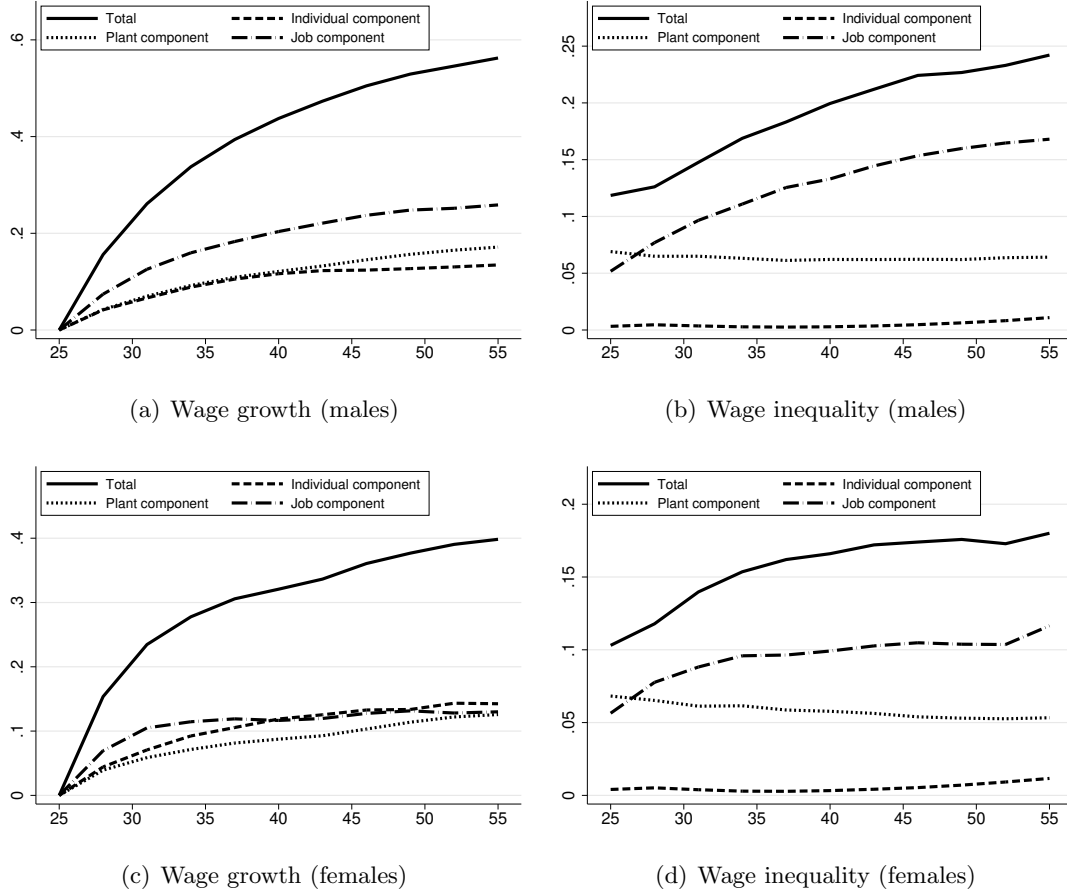 Total Individual component
Plant component Job component
0 .2 .4 .6
25 30 35 40 45 50 55
(a) Wage growth (males)
Total Individual component
Plant component Job component
0 .05 .1 .15 .2 .25
25 30 35 40 45 50 55
(b) Wage inequality (males)
Total Individual component
Plant component Job component
0 .1 .2 .3 .4
25 30 35 40 45 50 55
(c) Wage growth (females)
Total Individual component
Plant component Job component
0 .05 .1 .15 .2
25 30 35 40 45 50 55
(d) Wage inequality (females)